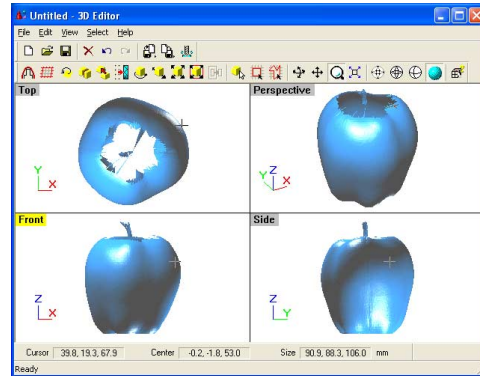 Untitled - 3D Editor
File Edit View Select Help
Top
Perspective
Y
X
Z
Y
X
Front
Side
Z
X
Z
Y
Cursor 39.8, 19.3, 67.9 Center -0.2, -1.8, 53.0 Size 90.9, 88.3, 106.0 mm
Ready